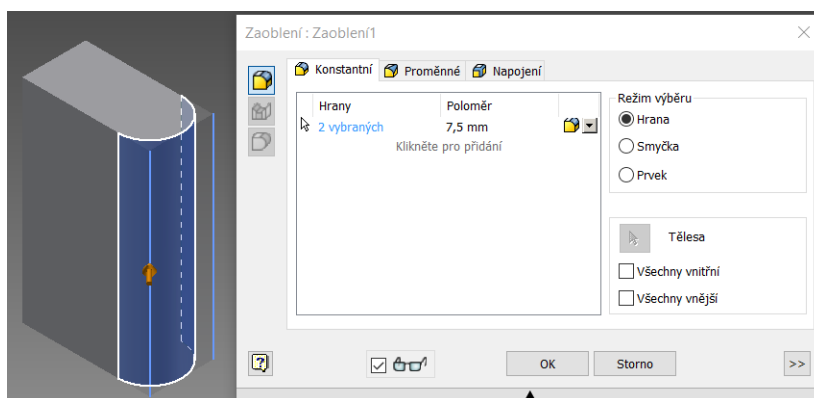 Zaoblení : Zaoblení1
Konstantní Proměnné Napojení
Hrany Poloměr
2 vybraných 7,5 mm
Klikněte pro přidání
Režim výběru
Hrana
Smyčka
Prvek
Tělesa
Všechny vnitřní
Všechny vnější
OK Storno >>